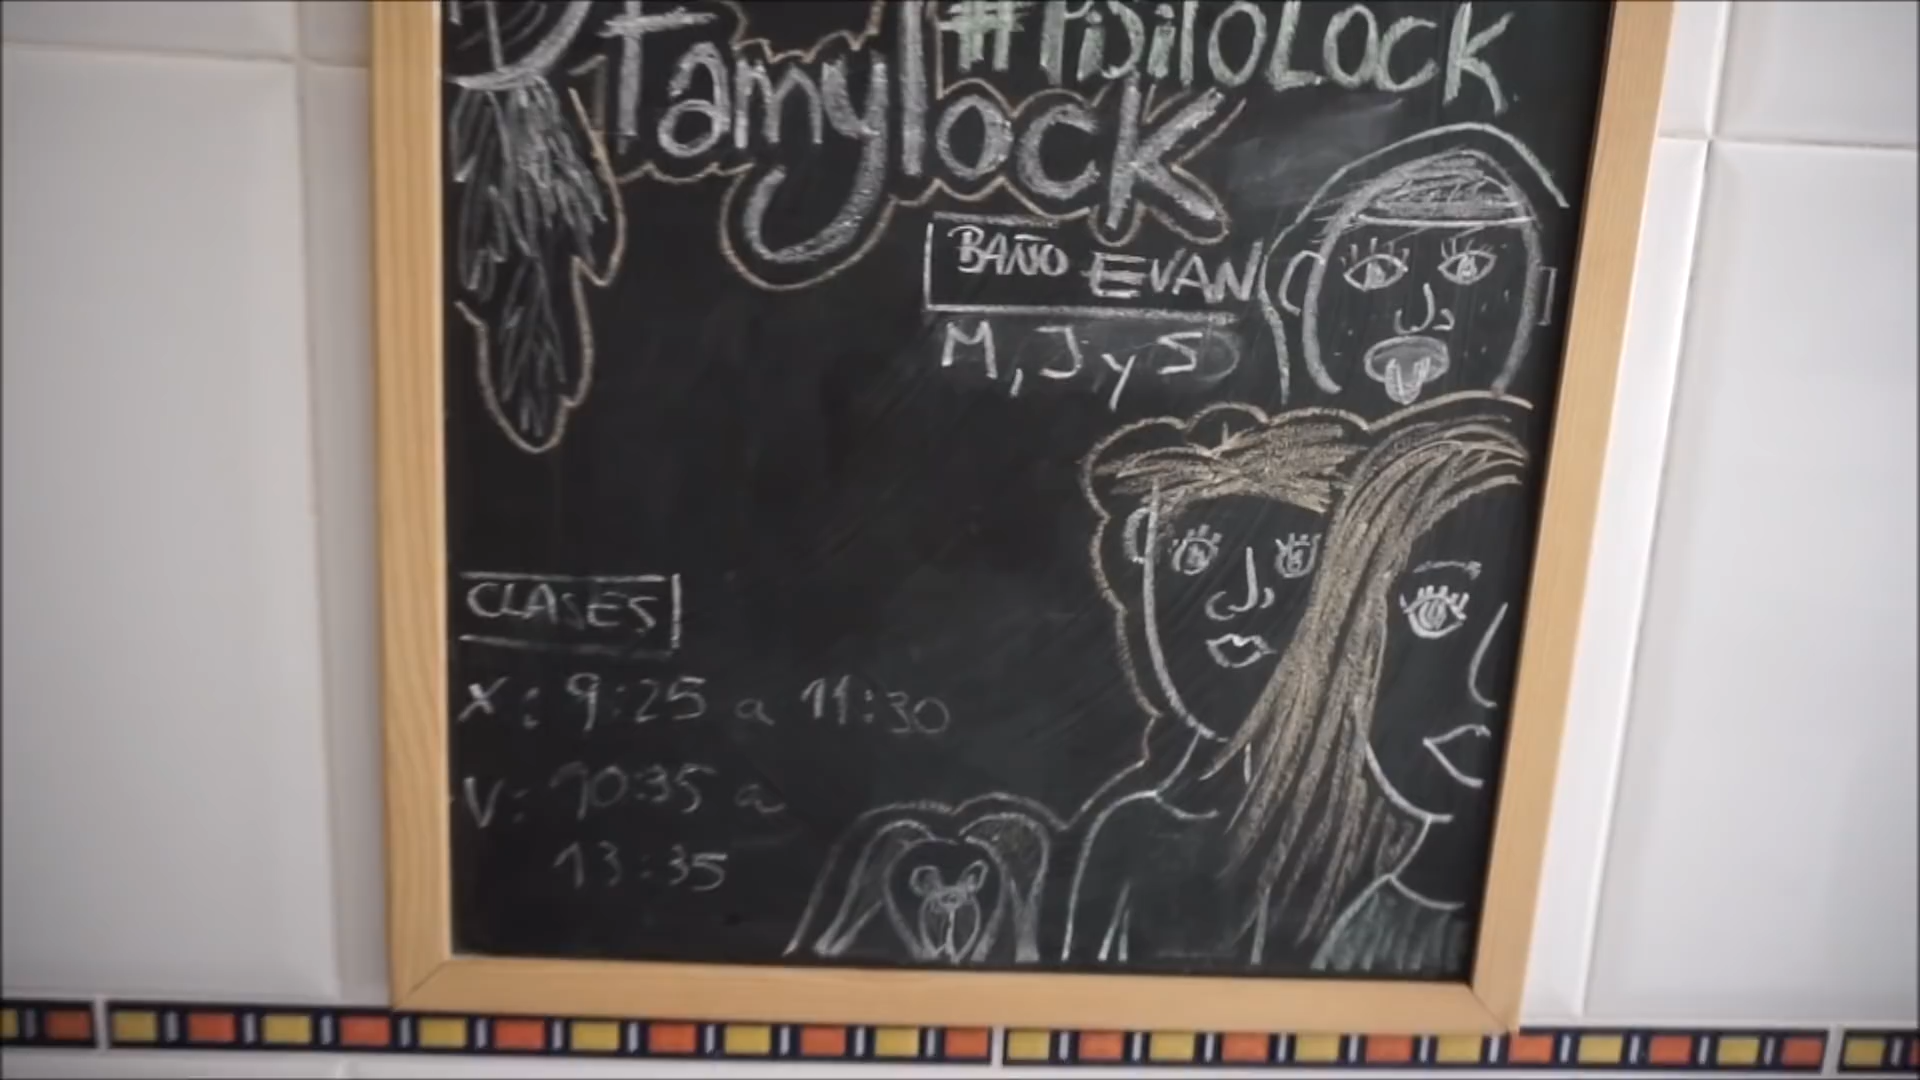 #PisitoLock
Famylock
BAÑO EVAN
M, J y S
CLASES
X: 9:25 a 11:30
V: 10:35 a
13:35